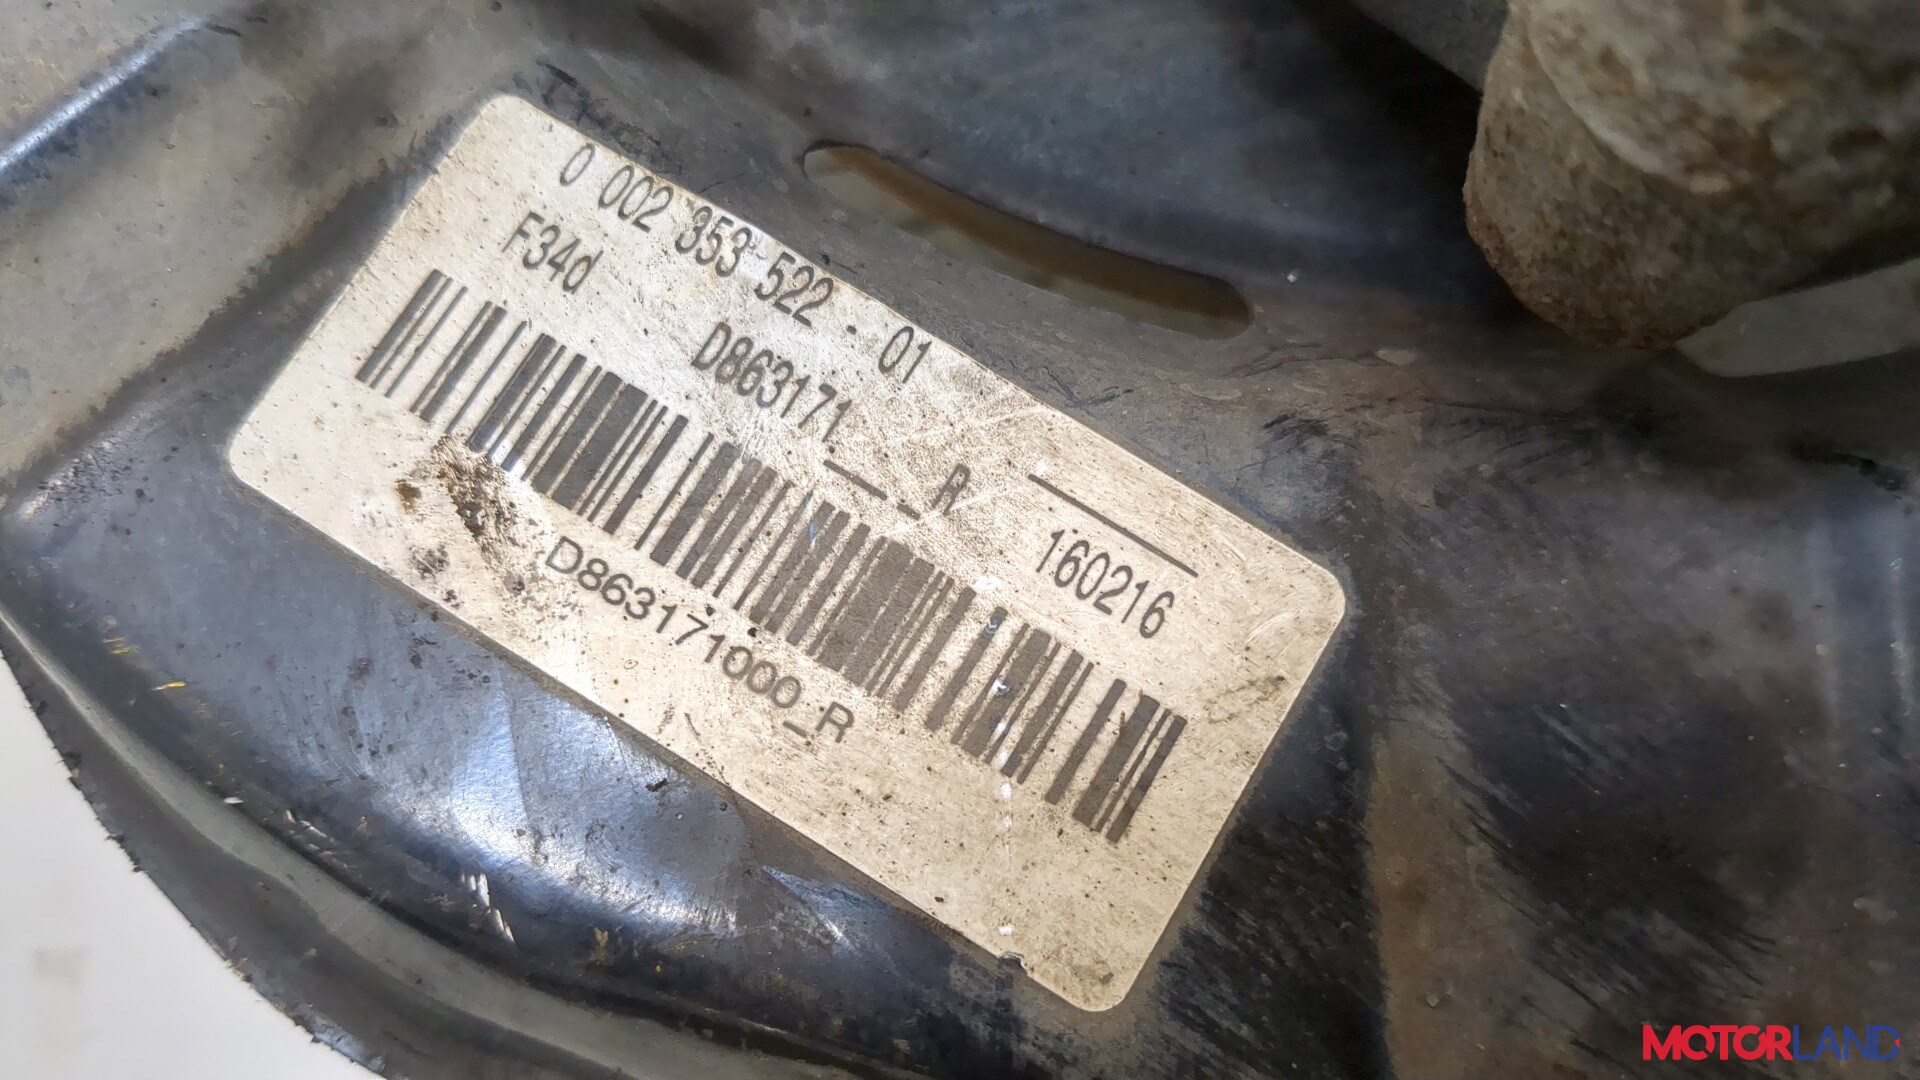 0 002 353 522 - 01
F34d D863171___R 160216
D863171000_R
MOTORLAND